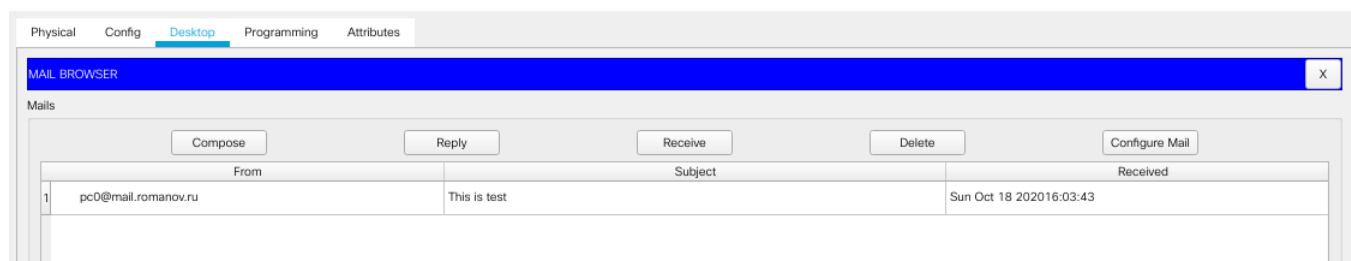 Physical Config Desktop Programming Attributes
MAIL BROWSER X
Mails
Compose Reply Receive Delete Configure Mail
From Subject Received
1 pc0@mail.romanov.ru This is test Sun Oct 18 202016:03:43